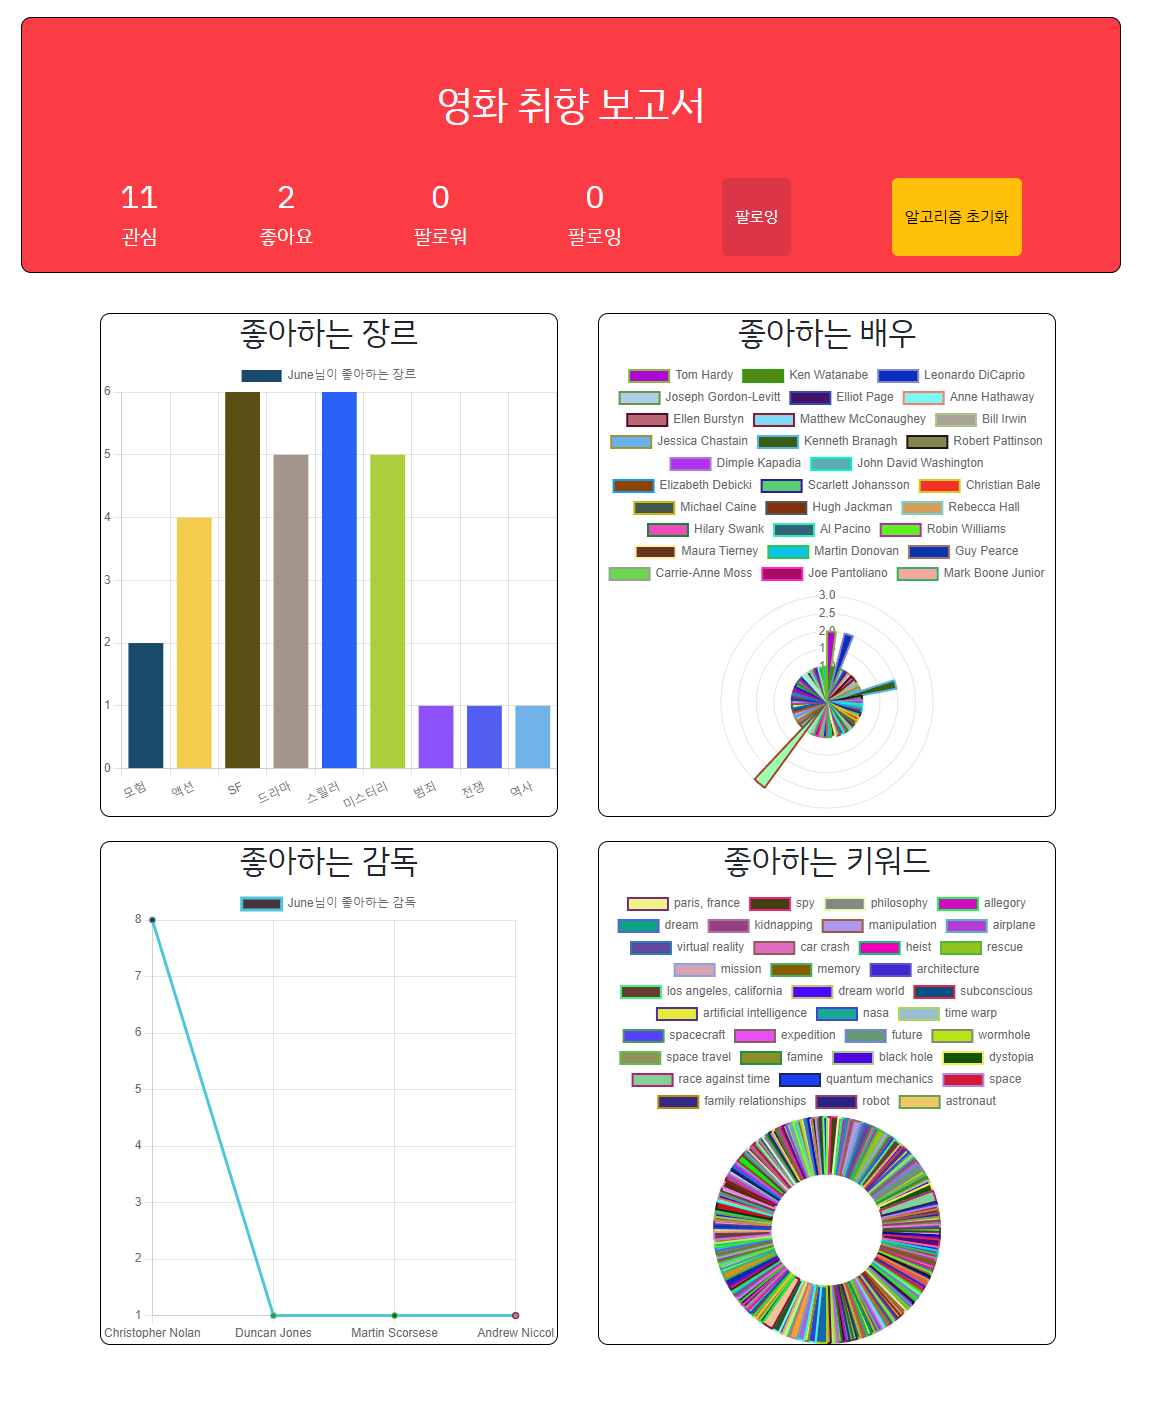 영화 취향 보고서
11 2 0 0
관심 좋아요 팔로워 팔로잉
팔로잉
알고리즘 초기화
좋아하는 장르
June님이 좋아하는 장르
6
5
4
3
2
1
0
모험 액션 SF 드라마 스릴러 미스터리 범죄 전쟁 역사
좋아하는 배우
Tom Hardy Ken Watanabe Leonardo DiCaprio
Joseph Gordon-Levitt Elliot Page Anne Hathaway
Ellen Burstyn Matthew McConaughey Bill Irwin
Jessica Chastain Kenneth Branagh Robert Pattinson
Dimple Kapadia John David Washington
Elizabeth Debicki Scarlett Johansson Christian Bale
Michael Caine Hugh Jackman Rebecca Hall
Hilary Swank Al Pacino Robin Williams
Maura Tierney Martin Donovan Guy Pearce
Carrie-Anne Moss Joe Pantoliano Mark Boone Junior
3.0
2.5
좋아하는 감독
June님이 좋아하는 감독
8
7
6
5
4
3
2
1
Christopher Nolan Duncan Jones Martin Scorsese Andrew Niccol
좋아하는 키워드
paris, france spy philosophy allegory
dream kidnapping manipulation airplane
virtual reality car crash heist rescue
mission memory architecture
los angeles, california dream world subconscious
artificial intelligence nasa time warp
spacecraft expedition future wormhole
space travel famine black hole dystopia
race against time quantum mechanics space
family relationships robot astronaut